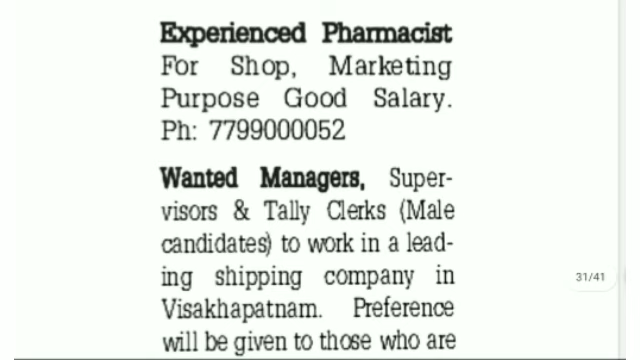 Experienced Pharmacist
For Shop, Marketing
Purpose Good Salary.
Ph: 7799000052
Wanted Managers, Super-
visors & Tally Clerks (Male
candidates) to work in a lead-
ing shipping company in
Visakhapatnam. Preference
will be given to those who are
31/41